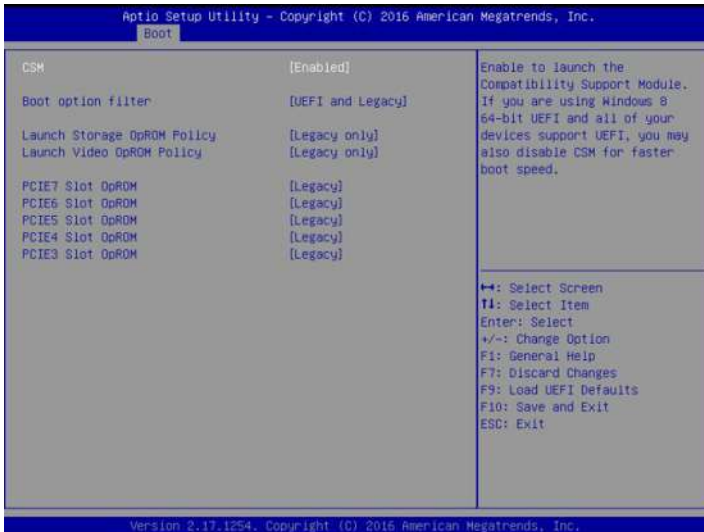 Aptio Setup Utility – Copyright (C) 2016 American Megatrends, Inc.
Boot
CSM [Enabled]
Boot option filter [UEFI and Legacy]
Launch Storage OpROM Policy [Legacy only]
Launch Video OpROM Policy [Legacy only]
PCIE7 Slot OpROM [Legacy]
PCIE6 Slot OpROM [Legacy]
PCIE5 Slot OpROM [Legacy]
PCIE4 Slot OpROM [Legacy]
PCIE3 Slot OpROM [Legacy]
Enable to launch the
Compatibility Support Module.
If you are using Windows 8
64-bit UEFI and all of your
devices support UEFI, you may
also disable CSM for faster
boot speed.
↔: Select Screen
↑↓: Select Item
Enter: Select
+/-: Change Option
F1: General Help
F7: Discard Changes
F9: Load UEFI Defaults
F10: Save and Exit
ESC: Exit
Version 2.17.1254. Copyright (C) 2016 American Megatrends, Inc.